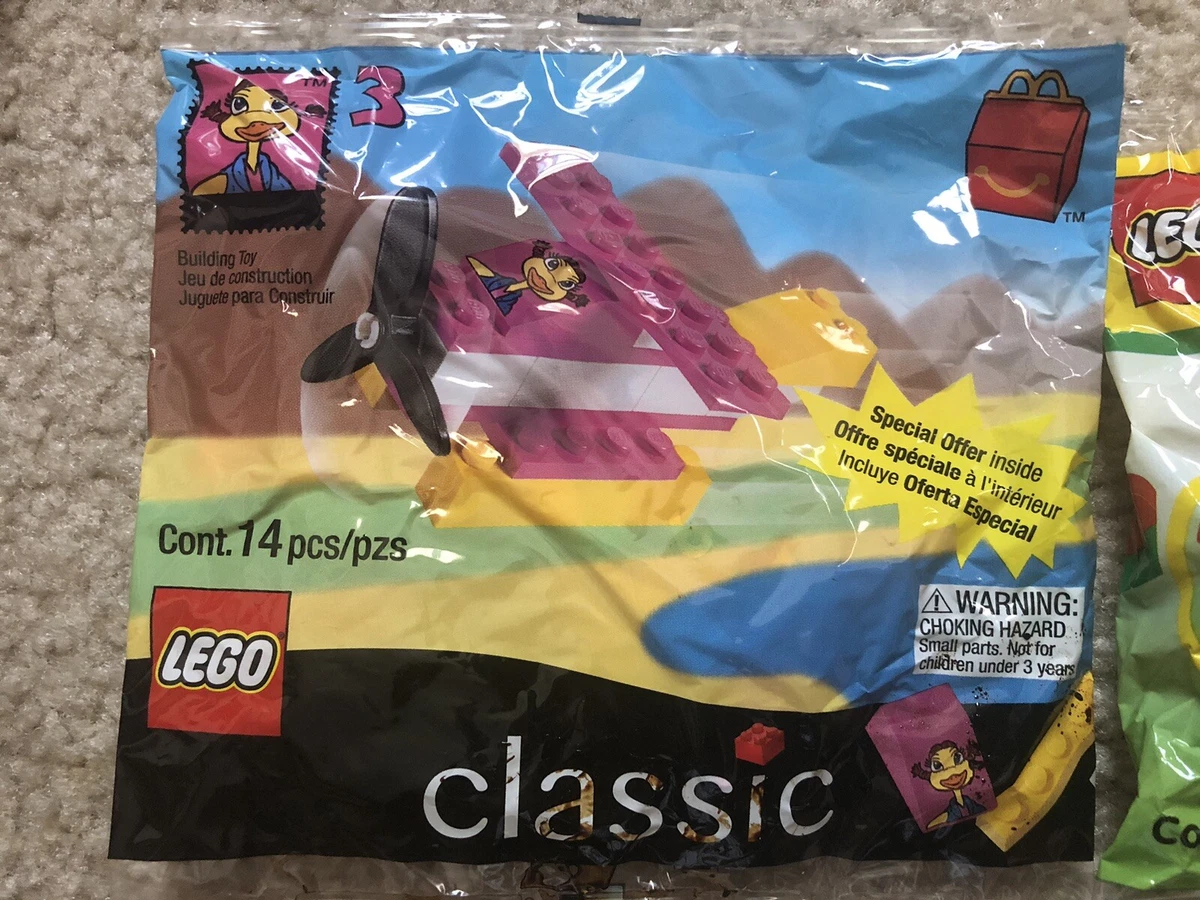 TM
3
TM
Building Toy
Jeu de construction
Juguete para Construir
Special Offer inside
Offre spéciale à l'intérieur
Incluye Oferta Especial
Cont. 14 pcs/pzs
WARNING:
CHOKING HAZARD
Small parts. Not for
children under 3 years
LEGO
classic
LEG
Co